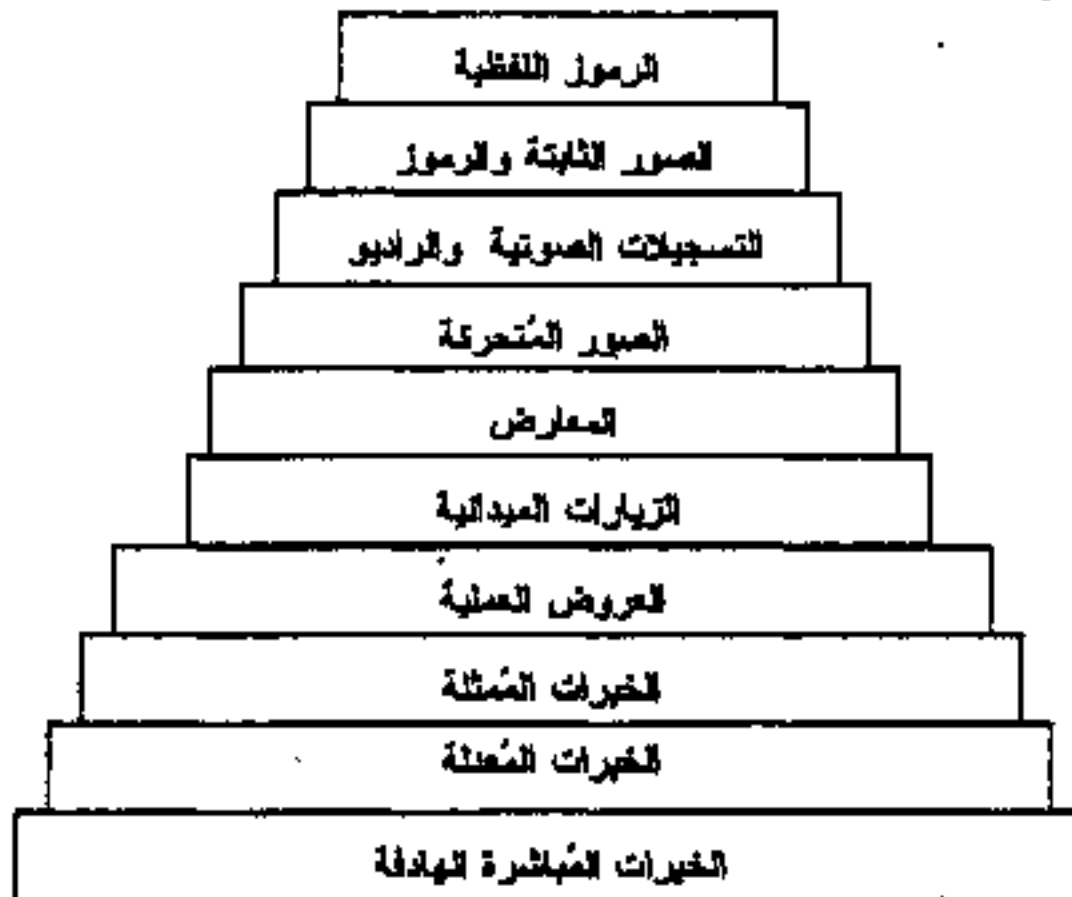 الرموز اللفظية
الصور الثابتة والرموز
التسجيلات الصوتية والراديو
الصور المُتحركة
المعارض
الزيارات الميدانية
العروض العملية
الخبرات المُمثلة
الخبرات المُعدلة
الخبرات المُباشرة الهادفة